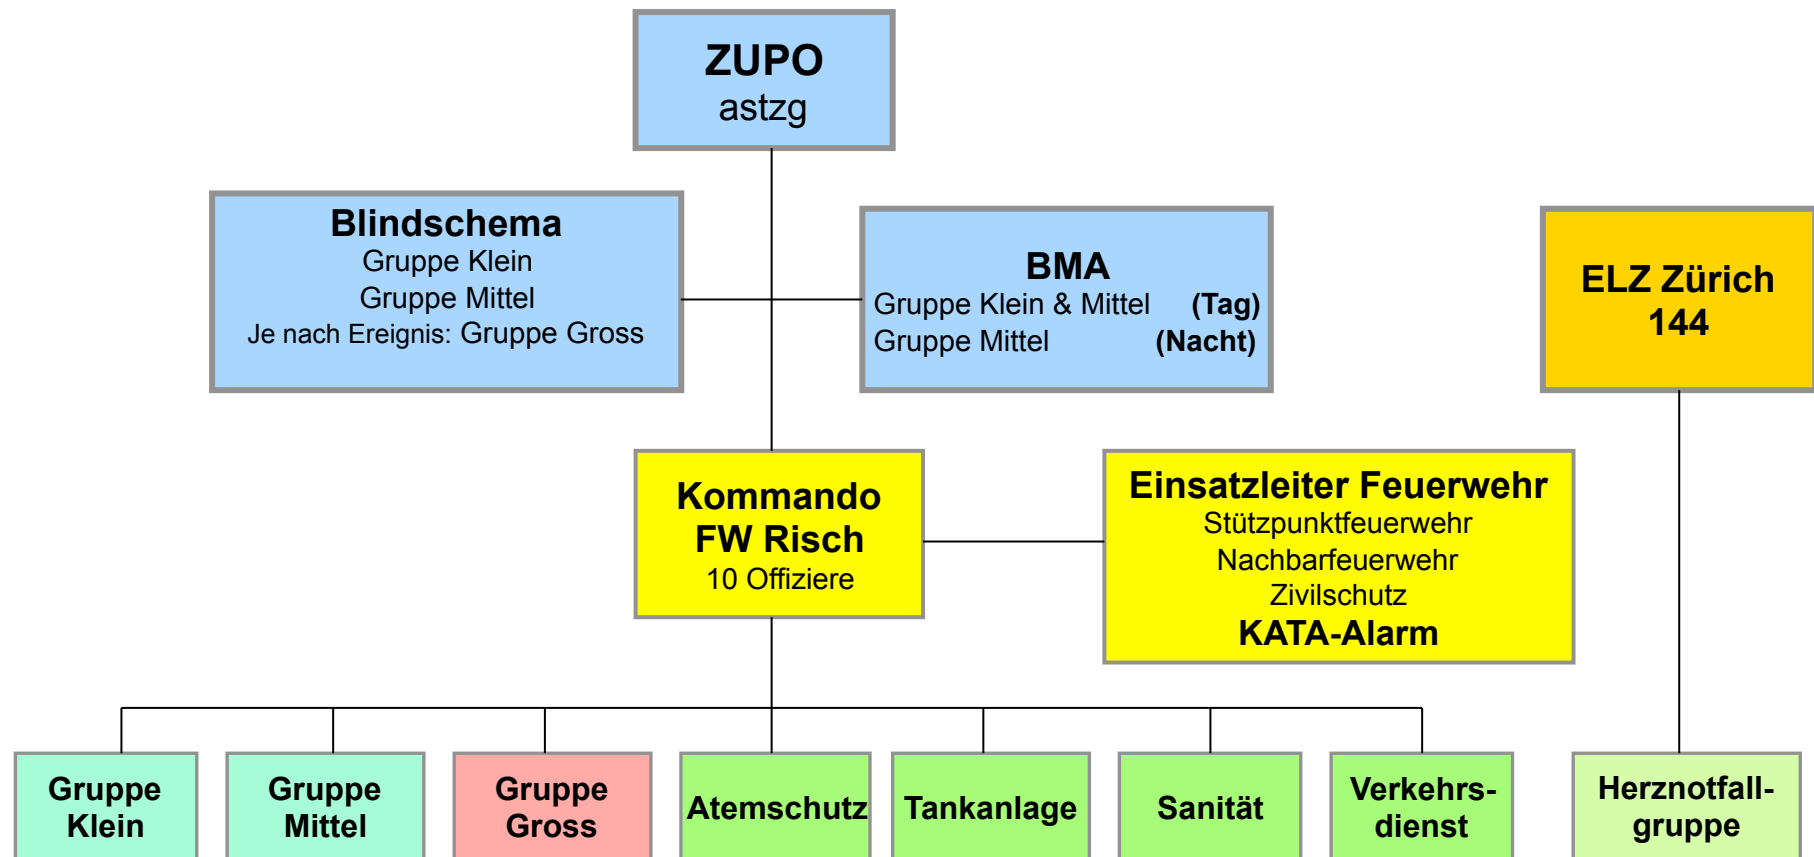 ZUPO
astzg
Blindschema
Gruppe Klein
Gruppe Mittel
Je nach Ereignis: Gruppe Gross
BMA
Gruppe Klein & Mittel (Tag)
Gruppe Mittel (Nacht)
ELZ Zürich
144
Kommando
FW Risch
10 Offiziere
Einsatzleiter Feuerwehr
Stützpunktfeuerwehr
Nachbarfeuerwehr
Zivilschutz
KATA-Alarm
Gruppe
Klein
Gruppe
Mittel
Gruppe
Gross
Atemschutz
Tankanlage
Sanität
Verkehrs-
dienst
Herznotfall-
gruppe